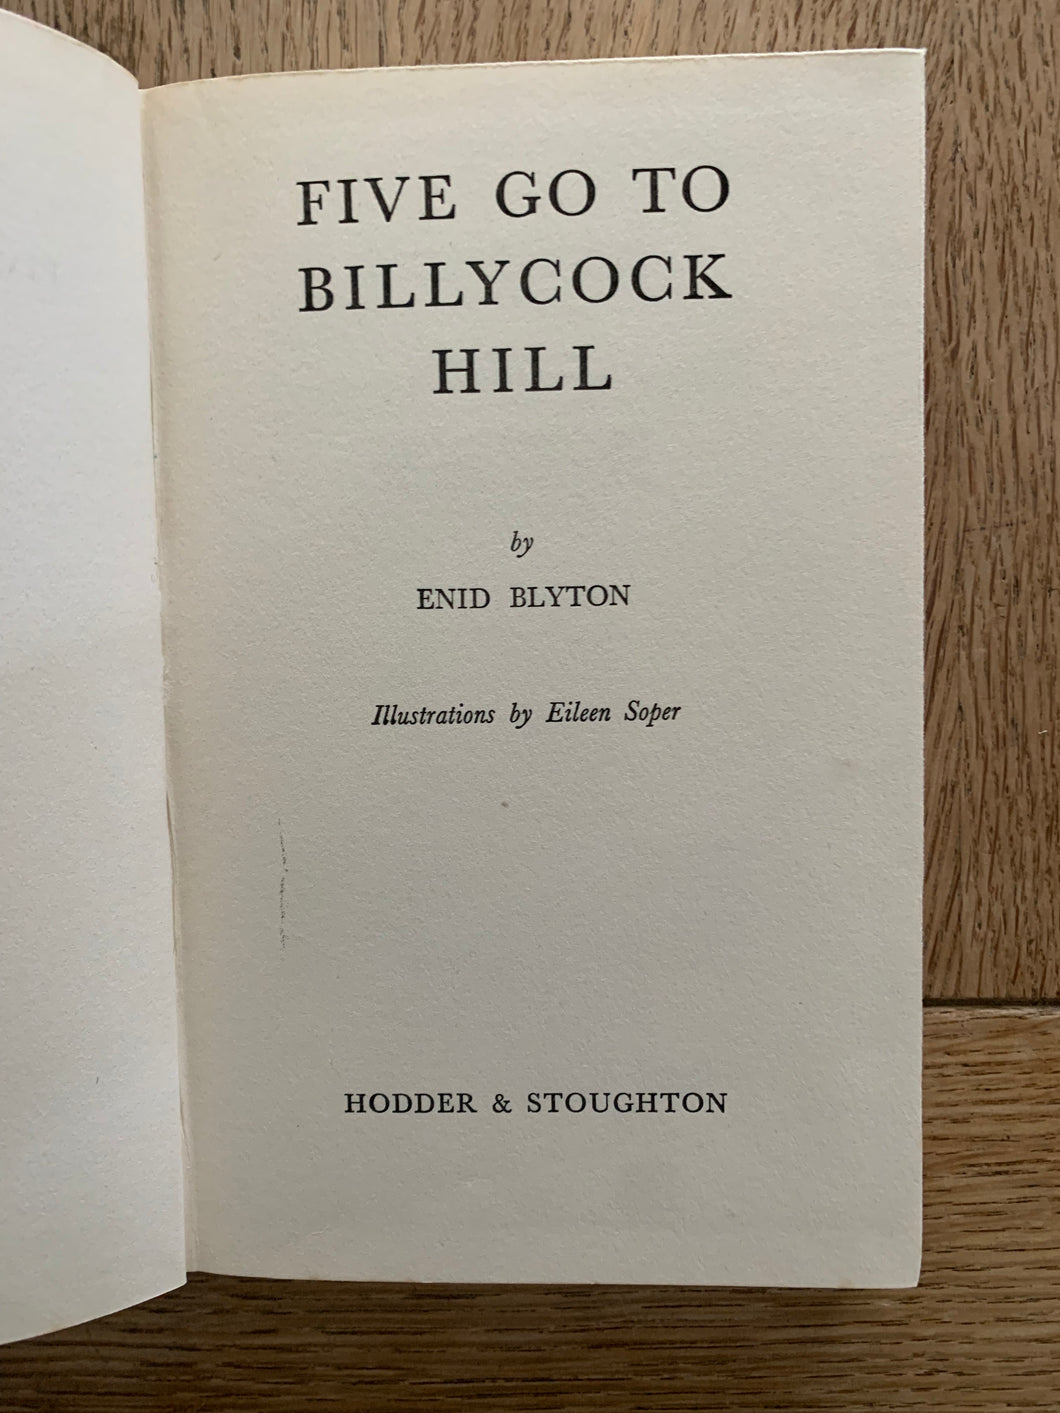 FIVE GO TO
BILLYCOCK
HILL
by
ENID BLYTON
Illustrations by Eileen Soper
HODDER & STOUGHTON